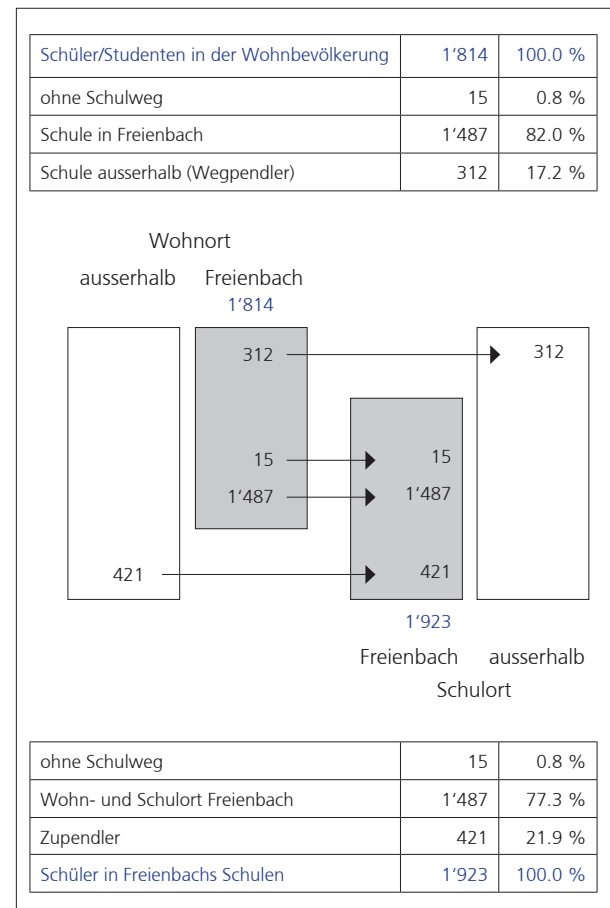 Schüler/Studenten in der Wohnbevölkerung 1‘814 100.0 %
ohne Schulweg 15 0.8 %
Schule in Freienbach 1‘487 82.0 %
Schule ausserhalb (Wegpendler) 312 17.2 %
Wohnort
ausserhalb Freienbach
1‘814
312 312
15 15
1‘487 1‘487
421 421
1‘923
Freienbach ausserhalb
Schulort
ohne Schulweg 15 0.8 %
Wohn- und Schulort Freienbach 1‘487 77.3 %
Zupendler 421 21.9 %
Schüler in Freienbachs Schulen 1‘923 100.0 %